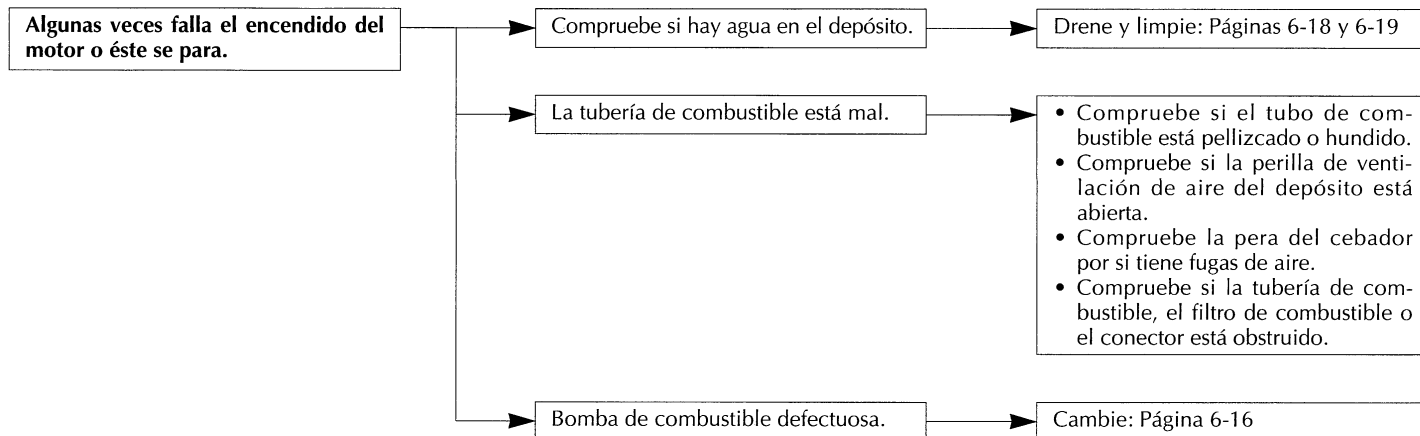 Algunas veces falla el encendido del
motor o éste se para.
Compruebe si hay agua en el depósito.
Drene y limpie: Páginas 6-18 y 6-19
La tubería de combustible está mal.
• Compruebe si el tubo de com-
bustible está pellizcado o hundido.
• Compruebe si la perilla de venti-
lación de aire del depósito está
abierta.
• Compruebe la pera del cebador
por si tiene fugas de aire.
• Compruebe si la tubería de com-
bustible, el filtro de combustible o
el conector está obstruido.
Bomba de combustible defectuosa.
Cambie: Página 6-16